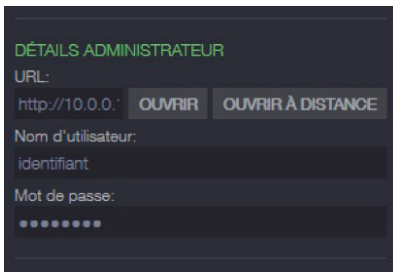 DÉTAILS ADMINISTRATEUR
URL:
http://10.0.0. OUVRIR OUVRIR À DISTANCE
Nom d'utilisateur:
identifiant
Mot de passe:
●●●●●●●●